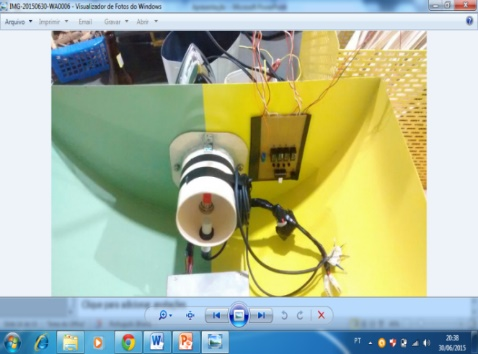 IMG-20150630-WA0006 - Visualizador de Fotos do Windows
Arquivo Imprimir Email Gravar Abrir
Clique para adicionar anotações
PT 20:38
30/06/2015